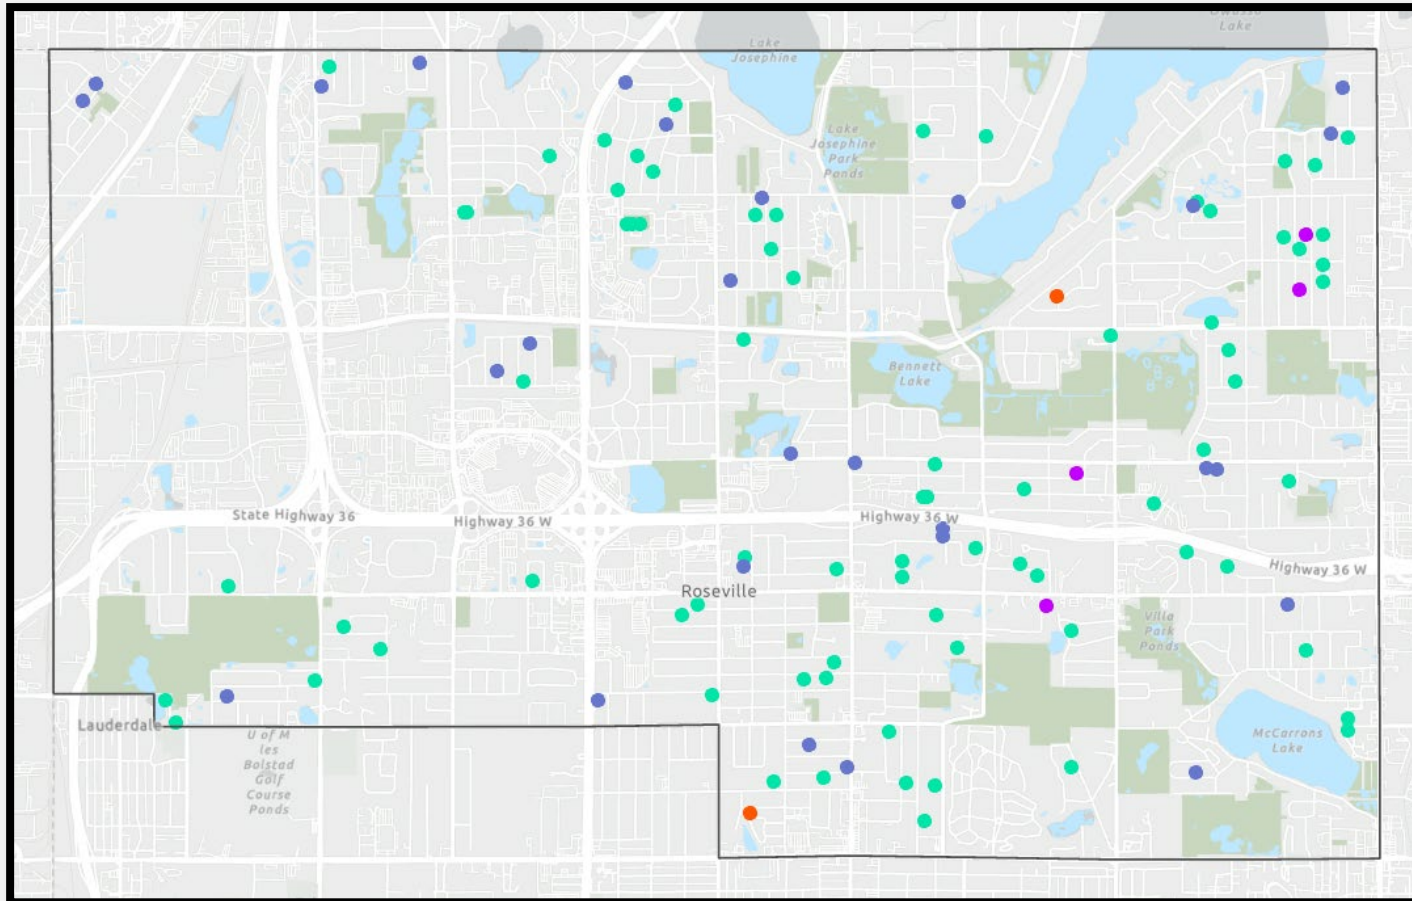 Owasso
Lake
Lake
Josephine
Lake
Josephine
Park
Ponds
Bennett
Lake
State Highway 36
Highway 36 W
Highway 36 W
Highway 36 W
Roseville
Villa
Park
Ponds
Lauderdale
U of M
les
Bolstad
Golf
Course
Ponds
McCarrons
Lake